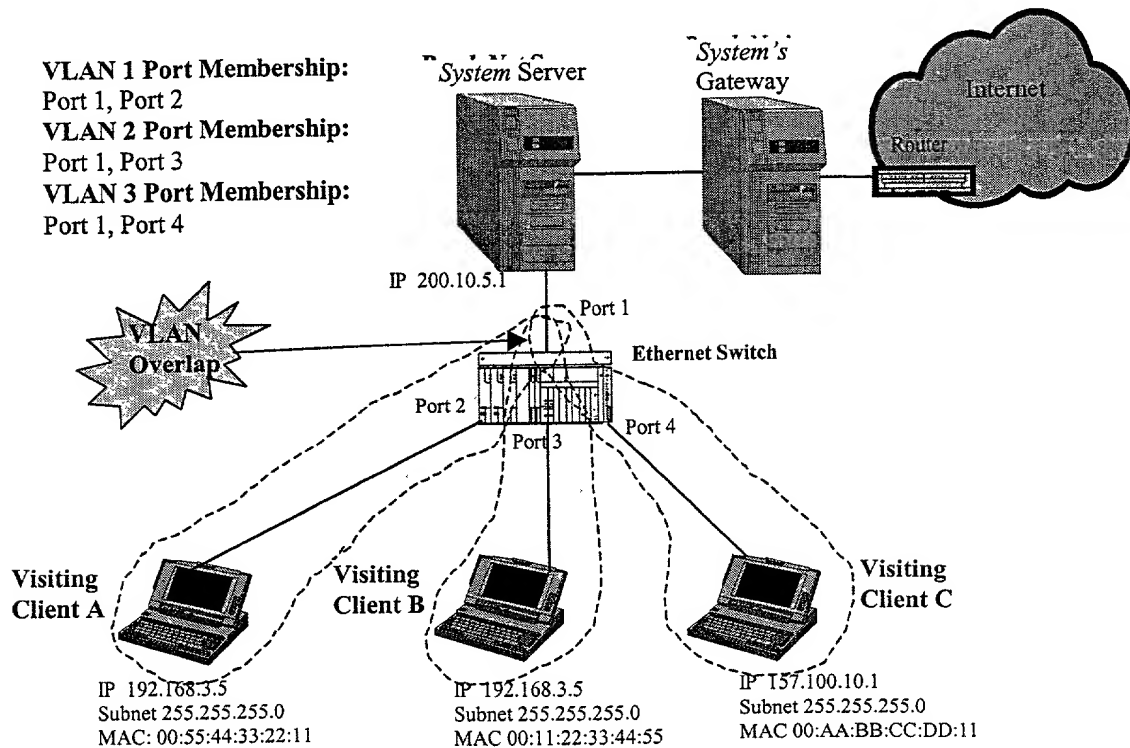 VLAN 1 Port Membership:
Port 1, Port 2
VLAN 2 Port Membership:
Port 1, Port 3
VLAN 3 Port Membership:
Port 1, Port 4
System Server
System's
Gateway
Internet
Router
IP 200.10.5.1
Port 1
VLAN
Overlap
Ethernet Switch
Port 2
Port 3
Port 4
Visiting
Client A
Visiting
Client B
Visiting
Client C
IP 192.168.3.5
Subnet 255.255.255.0
MAC: 00:55:44:33:22:11
IP 192.168.3.5
Subnet 255.255.255.0
MAC 00:11:22:33:44:55
IP 157.100.10.1
Subnet 255.255.255.0
MAC 00:AA:BB:CC:DD:11